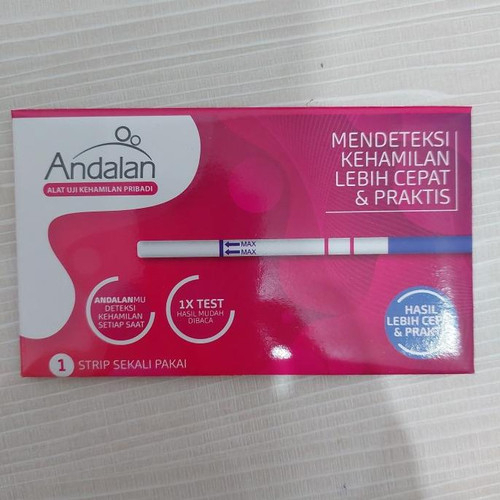 Andalan
ALAT UJI KEHAMILAN PRIBADI
MENDETEKSI
KEHAMILAN
LEBIH CEPAT
& PRAKTIS
MAX
MAX
ANDALANMU
DETEKSI
KEHAMILAN
SETIAP SAAT
1X TEST
HASIL MUDAH
DIBACA
HASIL
LEBIH CEPAT
& PRAKTIS
1 STRIP SEKALI PAKAI